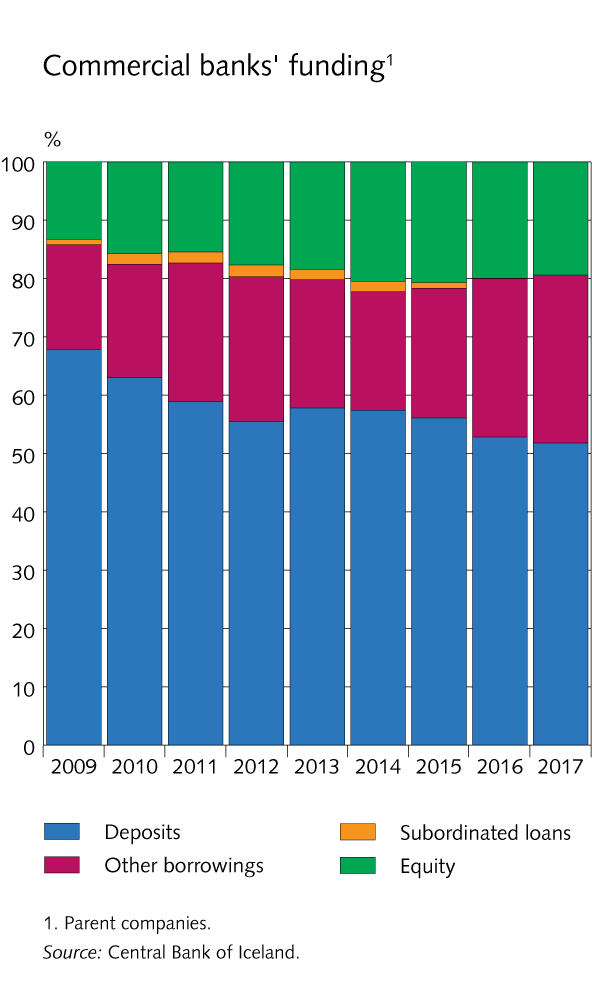 Commercial banks' funding¹
%
100
90
80
70
60
50
40
30
20
10
0
2009 2010 2011 2012 2013 2014 2015 2016 2017
Deposits Subordinated loans
Other borrowings Equity
1. Parent companies.
Source: Central Bank of Iceland.